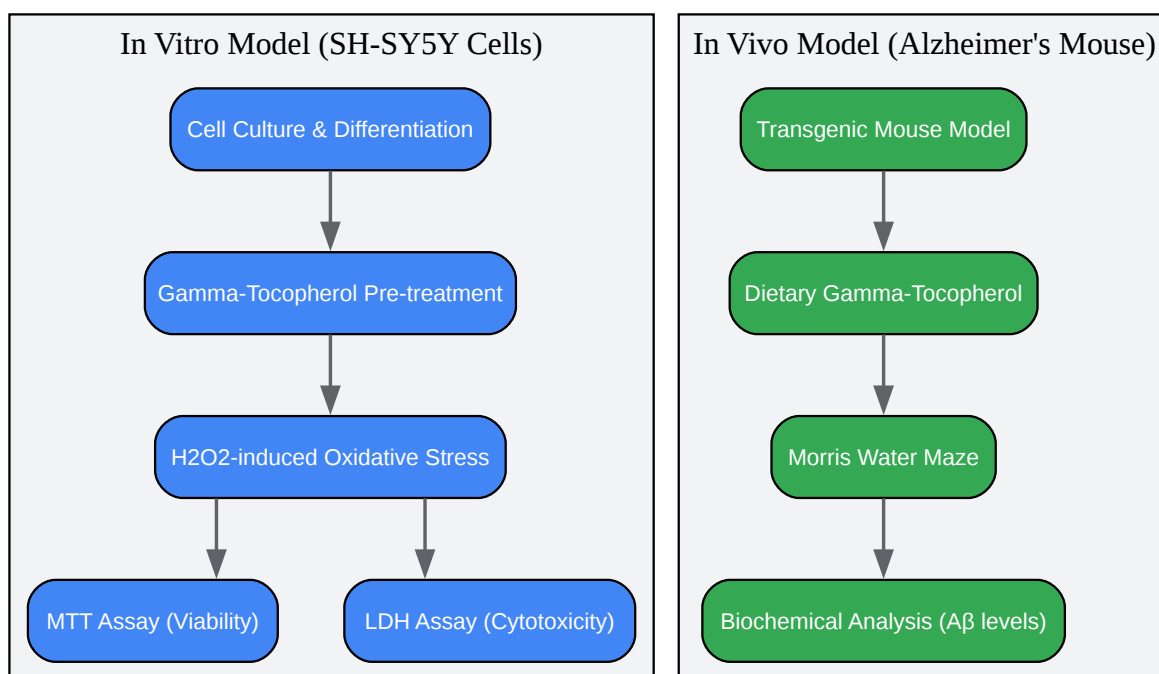 In Vitro Model (SH-SY5Y Cells)
Cell Culture & Differentiation
Gamma-Tocopherol Pre-treatment
H2O2-induced Oxidative Stress
MTT Assay (Viability)
LDH Assay (Cytotoxicity)
In Vivo Model (Alzheimer's Mouse)
Transgenic Mouse Model
Dietary Gamma-Tocopherol
Morris Water Maze
Biochemical Analysis (Aβ levels)